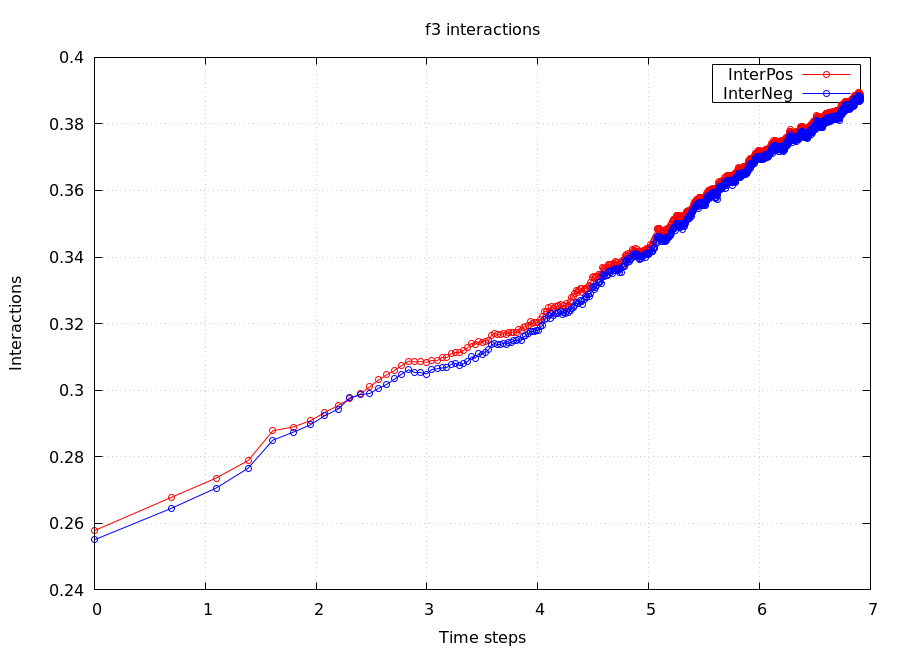 f3 interactions
InterPos
InterNeg
Interactions
0.4
0.38
0.36
0.34
0.32
0.3
0.28
0.26
0.24
0 1 2 3 4 5 6 7
Time steps